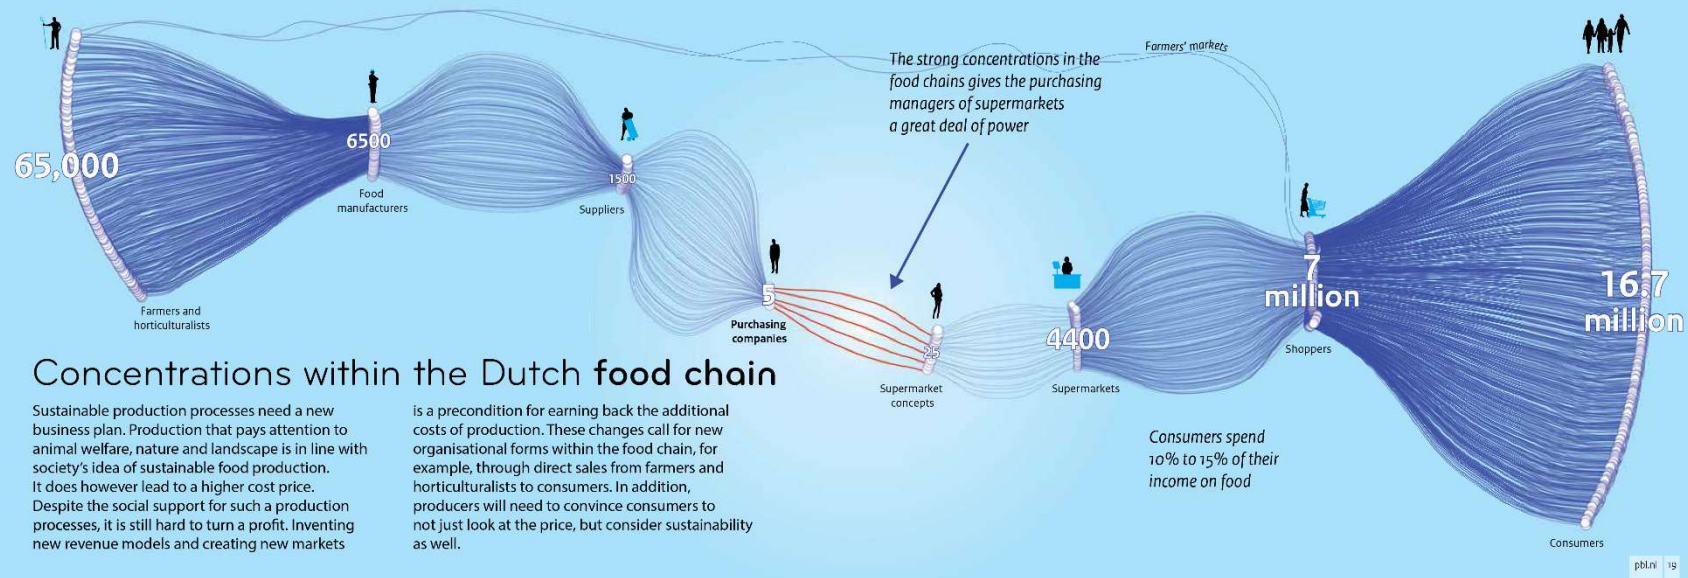 Farmers' markets
The strong concentrations in the
food chains gives the purchasing
managers of supermarkets
a great deal of power
65,000
Farmers and
horticulturalists
6500
Food
manufacturers
1500
Suppliers
5
Purchasing
companies
25
Supermarket
concepts
4400
Supermarkets
7
million
Shoppers
16.7
million
Consumers
Consumers spend
10% to 15% of their
income on food
Concentrations within the Dutch food chain
Sustainable production processes need a new
business plan. Production that pays attention to
animal welfare, nature and landscape is in line with
society's idea of sustainable food production.
It does however lead to a higher cost price.
Despite the social support for such a production
processes, it is still hard to turn a profit. Inventing
new revenue models and creating new markets
is a precondition for earning back the additional
costs of production. These changes call for new
organisational forms within the food chain, for
example, through direct sales from farmers and
horticulturalists to consumers. In addition,
producers will need to convince consumers to
not just look at the price, but consider sustainability
as well.
pbl.nl 19